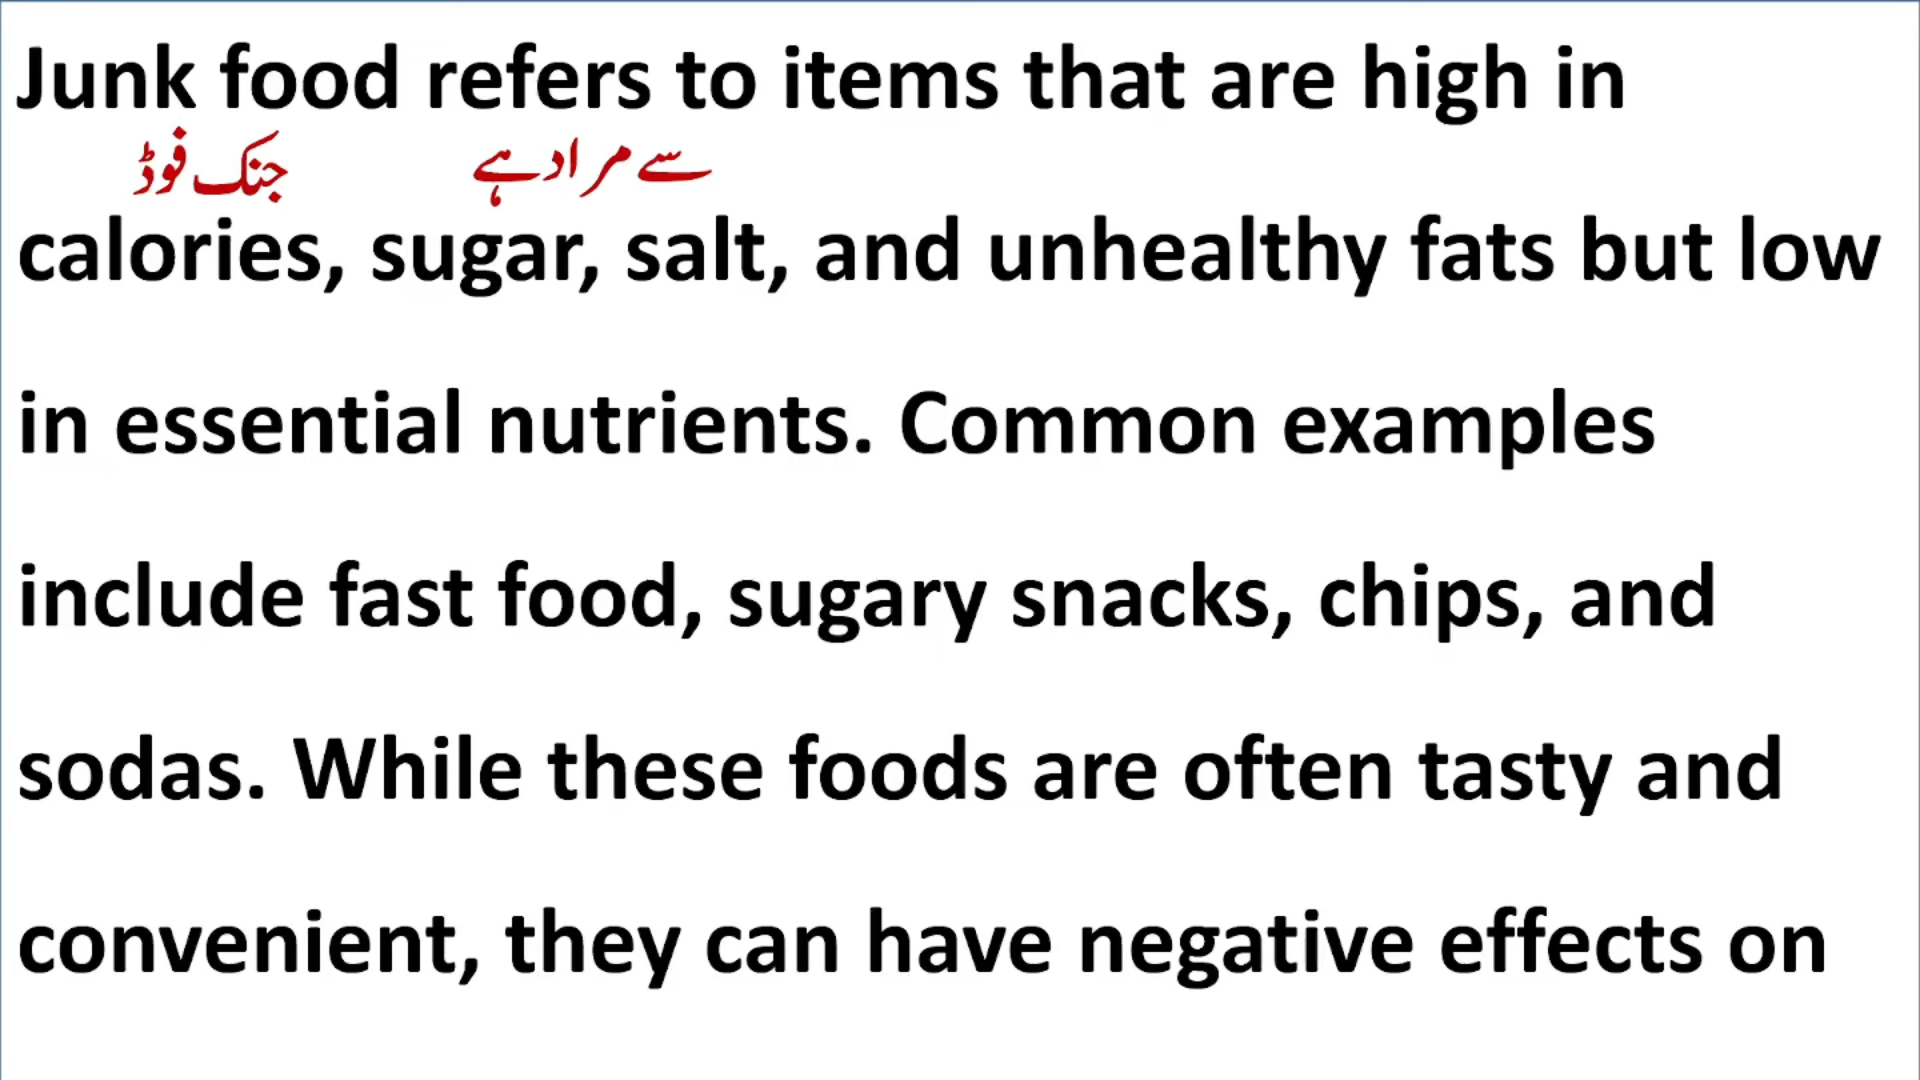 Junk food refers to items that are high in
جنک فوڈ سے مراد ہے
calories, sugar, salt, and unhealthy fats but low
in essential nutrients. Common examples
include fast food, sugary snacks, chips, and
sodas. While these foods are often tasty and
convenient, they can have negative effects on